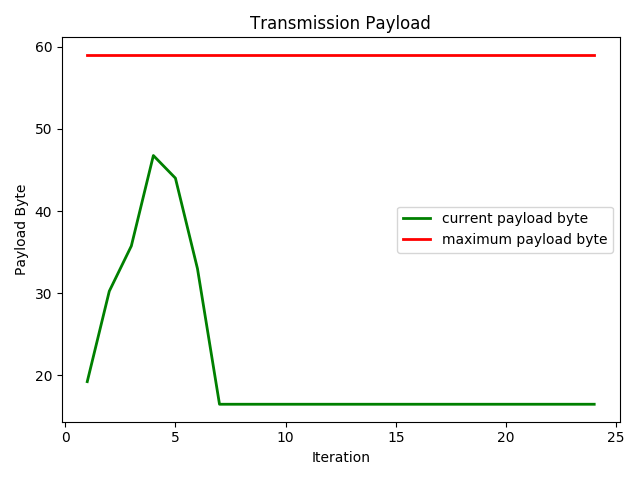 Transmission Payload
60
50
40
30
20
Payload Byte
current payload byte
maximum payload byte
0 5 10 15 20 25
Iteration